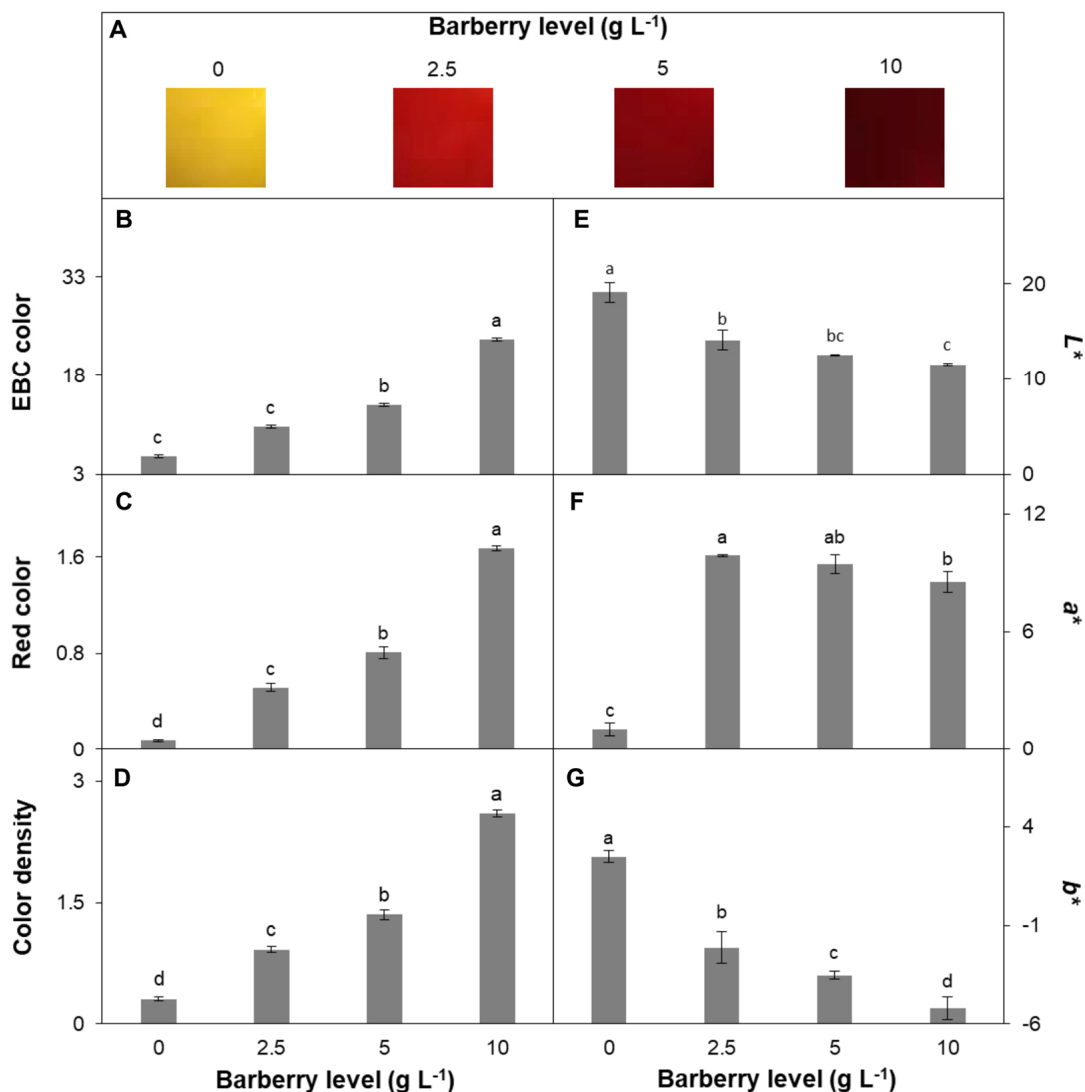 A
Barberry level (g L⁻¹)
0 2.5 5 10
B
EBC color
33
18
3
c c b a
E
L*
20
10
0
a b bc c
C
Red color
1.6
0.8
0
d c b a
F
a*
12
6
0
c a ab b
D
Color density
3
1.5
0
d c b a
0 2.5 5 10
Barberry level (g L⁻¹)
G
b*
4
-1
-6
a b c d
0 2.5 5 10
Barberry level (g L⁻¹)